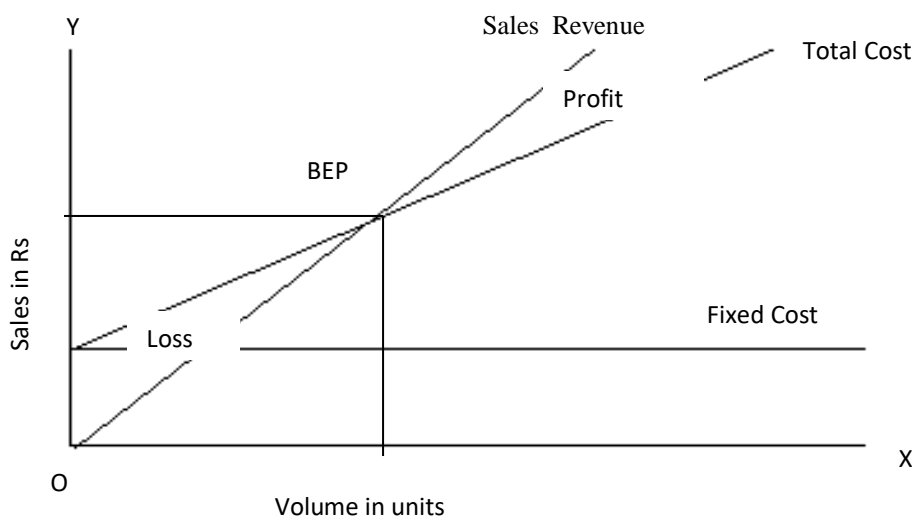 Y
Sales Revenue
Total Cost
Profit
BEP
Sales in Rs
Fixed Cost
Loss
X
O
Volume in units